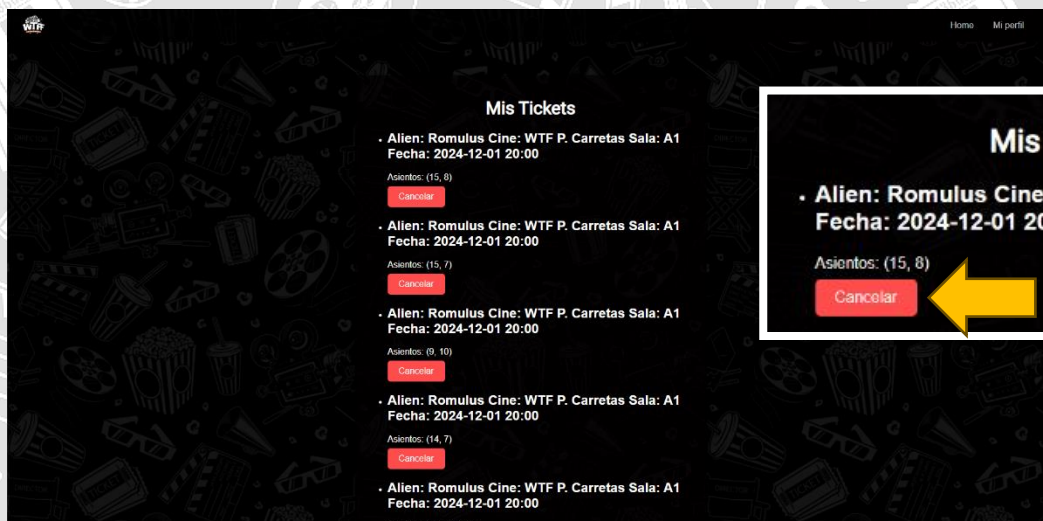 WTF
Home Mi perfil
Mis Tickets
• Alien: Romulus Cine: WTF P. Carretas Sala: A1
Fecha: 2024-12-01 20:00
Asientos: (15, 8)
Cancelar
• Alien: Romulus Cine: WTF P. Carretas Sala: A1
Fecha: 2024-12-01 20:00
Asientos: (15, 7)
Cancelar
• Alien: Romulus Cine: WTF P. Carretas Sala: A1
Fecha: 2024-12-01 20:00
Asientos: (9, 10)
Cancelar
• Alien: Romulus Cine: WTF P. Carretas Sala: A1
Fecha: 2024-12-01 20:00
Asientos: (14, 7)
Cancelar
• Alien: Romulus Cine: WTF P. Carretas Sala: A1
Fecha: 2024-12-01 20:00
Mis
• Alien: Romulus Cine
Fecha: 2024-12-01 20
Asientos: (15, 8)
Cancelar